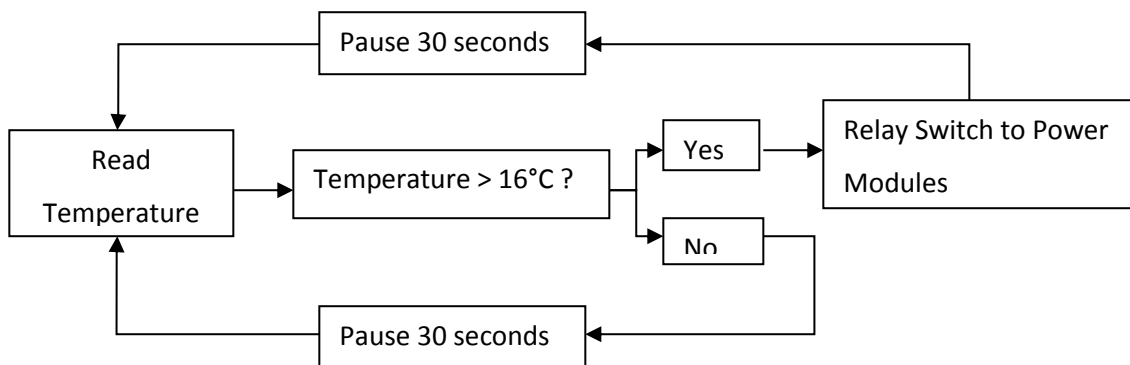 Pause 30 seconds
Read
Temperature
Temperature > 16°C ?
Yes
No
Relay Switch to Power
Modules
Pause 30 seconds